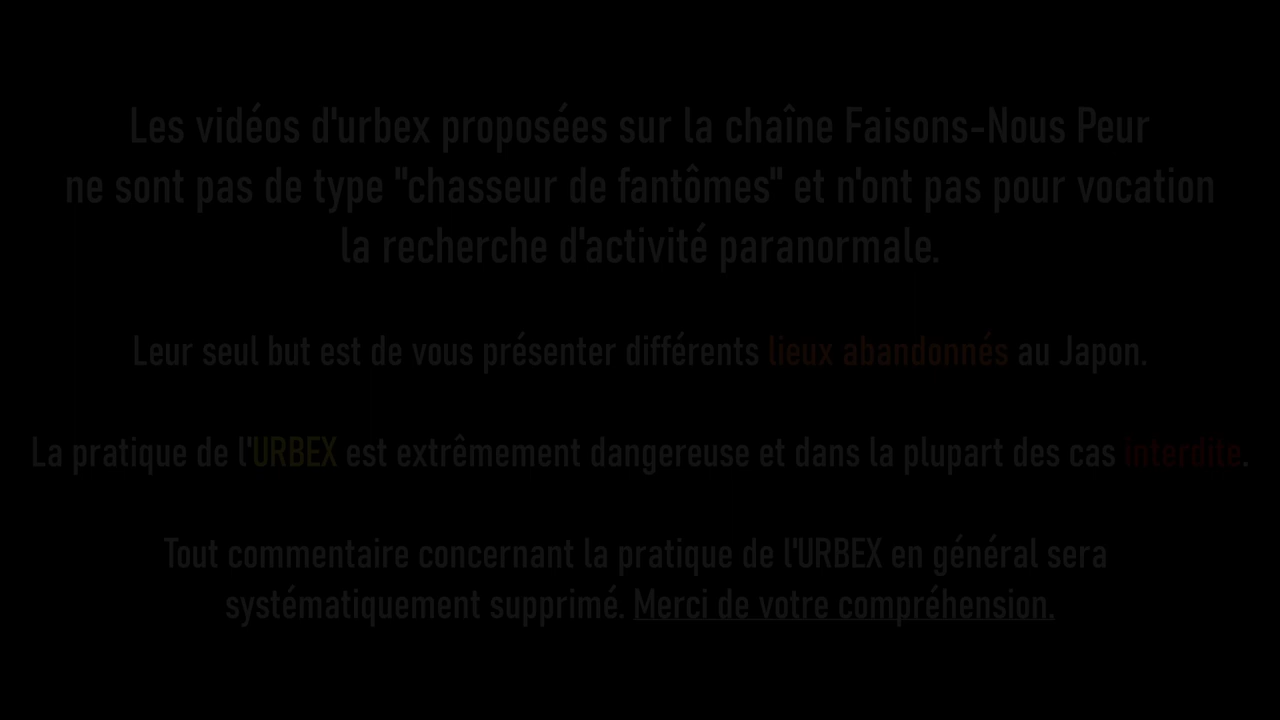 Les vidéos d'urbex proposées sur la chaîne Faisons-Nous Peur
ne sont pas de type "chasseur de fantômes" et n'ont pas pour vocation
la recherche d'activité paranormale.
Leur seul but est de vous présenter différents lieux abandonnés au Japon.
La pratique de l'URBEX est extrêmement dangereuse et dans la plupart des cas interdite.
Tout commentaire concernant la pratique de l'URBEX en général sera
systématiquement supprimé. Merci de votre compréhension.